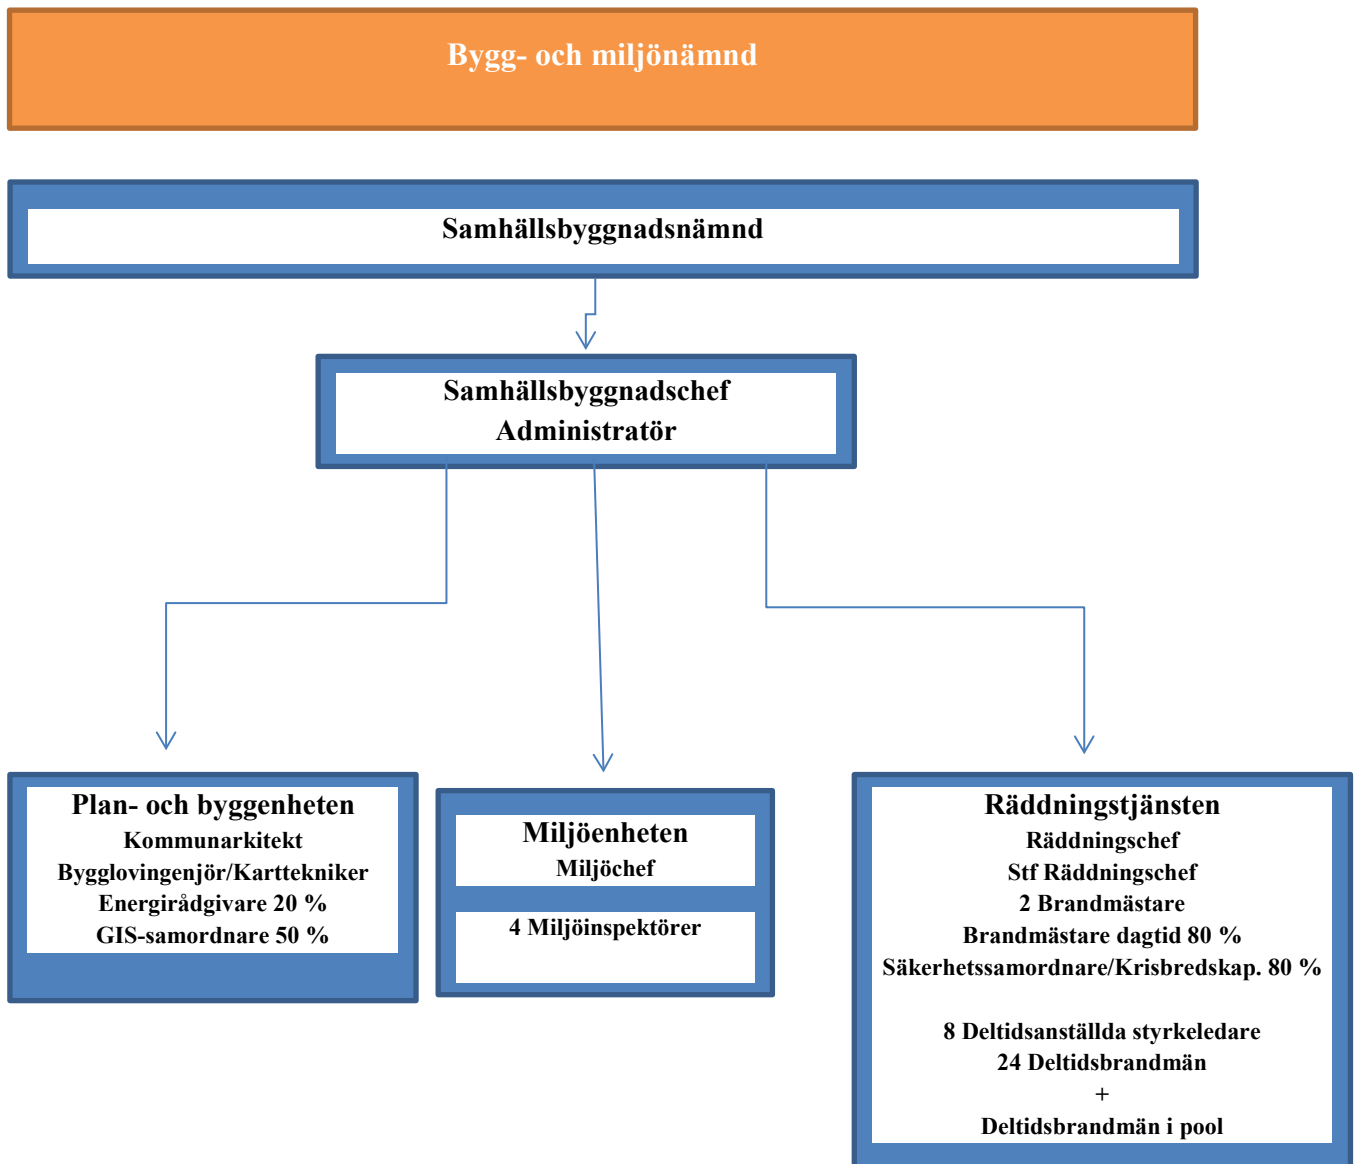 Bygg- och miljönämnd
Samhällsbyggnadsnämnd
Samhällsbyggnadschef
Administratör
Plan- och byggenheten
Kommunarkitekt
Bygglovingenjör/Karttekniker
Energirådgivare 20 %
GIS-samordnare 50 %
Miljöenheten
Miljöchef
4 Miljöinspektörer
Räddningstjänsten
Räddningschef
Stf Räddningschef
2 Brandmästare
Brandmästare dagtid 80 %
Säkerhetssamordnare/Krisbredskap. 80 %
8 Deltidsanställda styrkeledare
24 Deltidsbrandmän
+
Deltidsbrandmän i pool